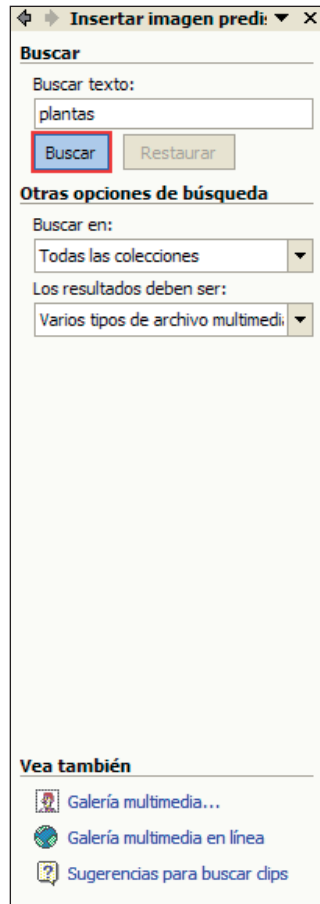 Insertar imagen predi
Buscar
Buscar texto:
plantas
Buscar Restaurar
Otras opciones de búsqueda
Buscar en:
Todas las colecciones
Los resultados deben ser:
Varios tipos de archivo multimedi
Vea también
Galería multimedia...
Galería multimedia en línea
Sugerencias para buscar clips